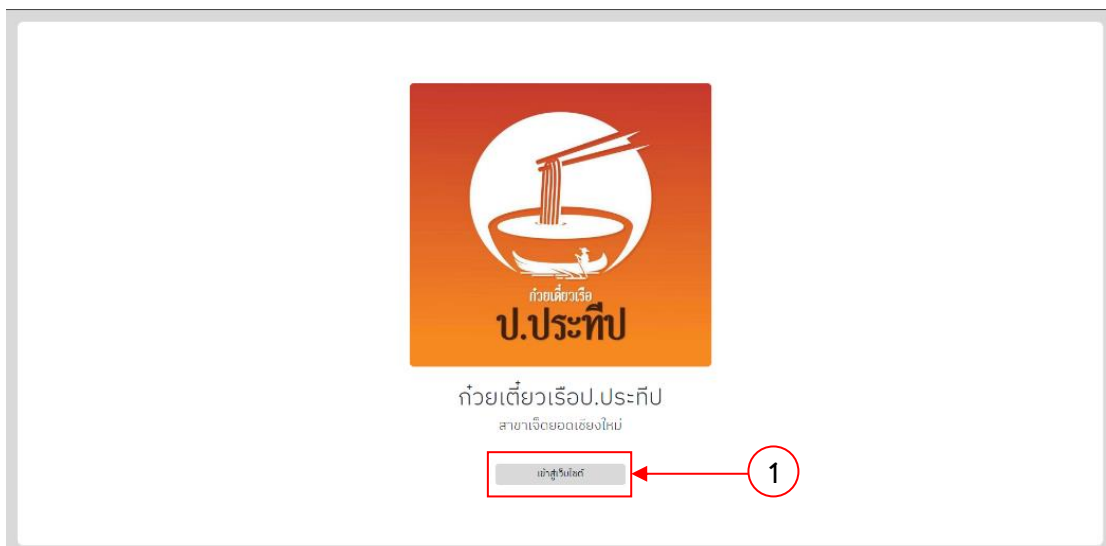 ก๋วยเตี๋ยวเรือ
ป.ประทีป
ก๋วยเตี๋ยวเรือป.ประทีป
สาขาเจ็ดยอดเชียงใหม่
เข้าสู่เว็บไซต์
1